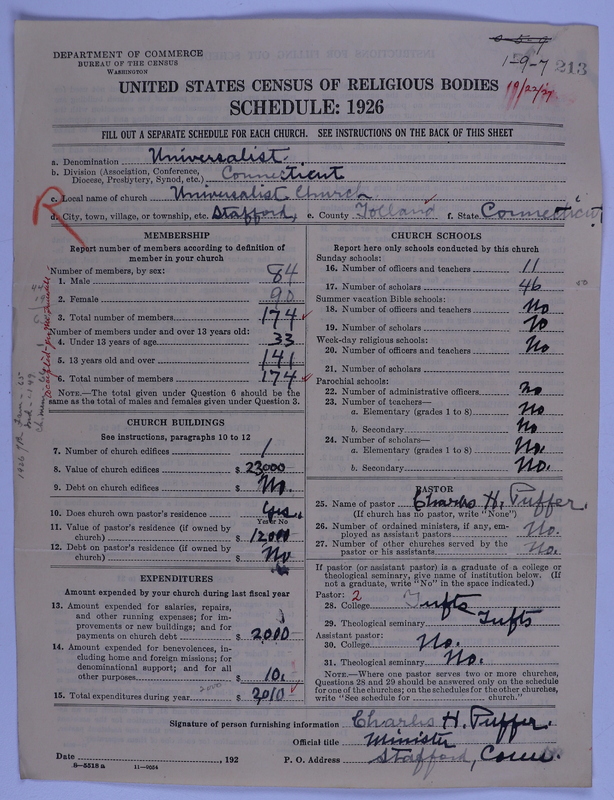 DEPARTMENT OF COMMERCE
BUREAU OF THE CENSUS
WASHINGTON
1-9-7
213
10/22/27
UNITED STATES CENSUS OF RELIGIOUS BODIES
SCHEDULE: 1926
FILL OUT A SEPARATE SCHEDULE FOR EACH CHURCH. SEE INSTRUCTIONS ON THE BACK OF THIS SHEET
a. Denomination Universalist.
b. Division (Association, Conference, Diocese, Presbytery, Synod, etc.) Connecticut
c. Local name of church Universalist Church
R
d. City, town, village, or township, etc. Stafford, e. County Tolland f. State Connecticut
MEMBERSHIP
Report number of members according to definition of
member in your church
Number of members, by sex:
1. Male 84
2. Female 90
3. Total number of members 174
Number of members under and over 13 years old:
4. Under 13 years of age 33
5. 13 years old and over 141
6. Total number of members 174
NOTE.—The total given under Question 6 should be
same as the total of males and females given under Question 3.
CHURCH BUILDINGS
See instructions, paragraphs 10 to 12
7. Number of church edifices 1
8. Value of church edifices $ 23000
9. Debt on church edifices $ No.
10. Does church own pastor's residence Yes
Yes or No
11. Value of pastor's residence (if owned by
church) $ 12000
12. Debt on pastor's residence (if owned by
church) $ No
EXPENDITURES
Amount expended by your church during last fiscal year
13. Amount expended for salaries, repairs,
and other running expenses; for im-
provements or new buildings; and for
payments on church debt $ 2000
14. Amount expended for benevolences, in-
cluding home and foreign missions; for
denominational support; and for all
other purposes $ 10.
15. Total expenditures during year 2000 $ 2010
CHURCH SCHOOLS
Report here only schools conducted by this church
Sunday schools:
16. Number of officers and teachers 11
17. Number of scholars 46
Summer vacation Bible schools:
18. Number of officers and teachers No
19. Number of scholars No
Week-day religious schools:
20. Number of officers and teachers No
21. Number of scholars
Parochial schools:
22. Number of administrative officers No
23. Number of teachers—
a. Elementary (grades 1 to 8) No
b. Secondary No
24. Number of scholars—
a. Elementary (grades 1 to 8) No.
b. Secondary No.
PASTOR
25. Name of pastor Charles H. Puffer.
(If church has no pastor, write "None")
26. Number of ordained ministers, if any, em-
ployed as assistant pastors No.
27. Number of other churches served by the
pastor or his assistants No.
If pastor (or assistant pastor) is a graduate of a college or
theological seminary, give name of institution below. (If
not a graduate, write "No" in the space indicated.)
Pastor: 2
28. College Tufts
29. Theological seminary Tufts
Assistant pastor:
30. College No.
31. Theological seminary No.
NOTE.—Where one pastor serves two or more churches,
Questions 28 and 29 should be answered only on the schedule
for one of the churches; on the schedules for the other churches,
write "See schedule for church."
Signature of person furnishing information Charles H. Puffer.
Official title Minister
Date , 192 P. O. Address Stafford, Conn.
8—5518a 11—9054